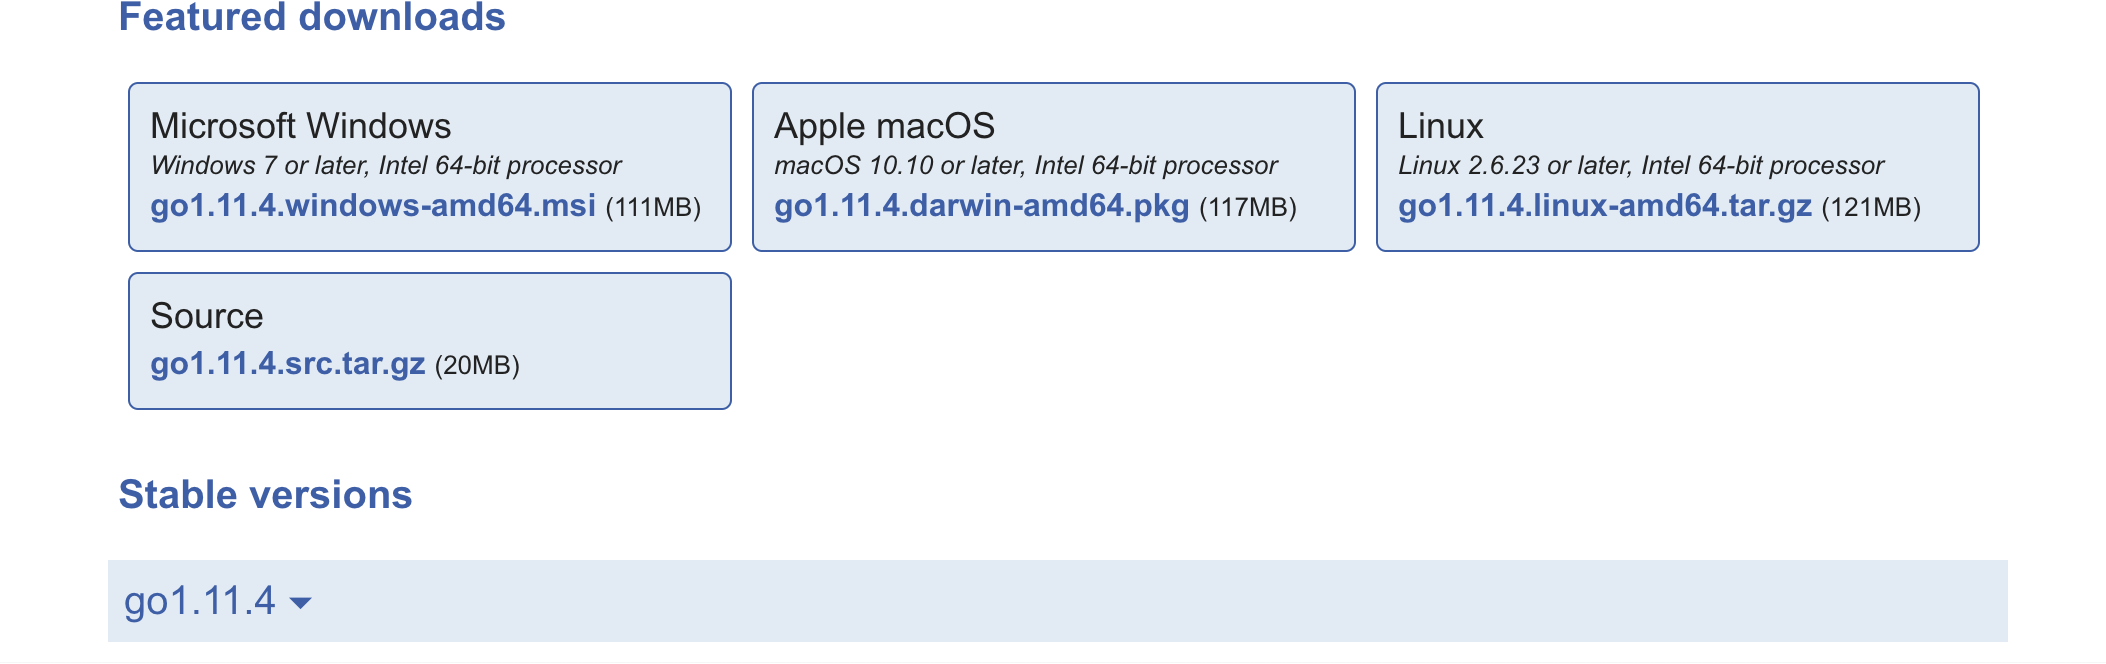 Featured downloads
Microsoft Windows
Windows 7 or later, Intel 64-bit processor
go1.11.4.windows-amd64.msi (111MB)
Apple macOS
macOS 10.10 or later, Intel 64-bit processor
go1.11.4.darwin-amd64.pkg (117MB)
Linux
Linux 2.6.23 or later, Intel 64-bit processor
go1.11.4.linux-amd64.tar.gz (121MB)
Source
go1.11.4.src.tar.gz (20MB)
Stable versions
go1.11.4